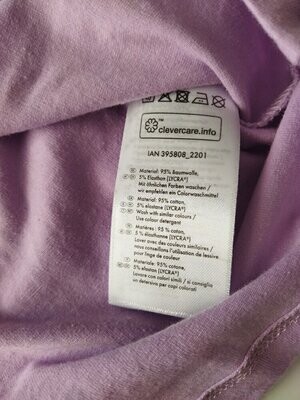 ™
clevercare.info
IAN 395808_2201
Material: 95% Baumwolle,
5% Elasthan (LYCRA®)
Mit ähnlichen Farben waschen /
wir empfehlen ein Colorwaschmittel
Material: 95% cotton,
5% elastane (LYCRA®)
Wash with similar colours /
Use colour detergent
Matières: 95 % coton,
5 % élasthanne (LYCRA®)
Laver avec des couleurs similaires /
nous conseillons l'utilisation de lessive
pour linge de couleur
Materiale: 95% cotone,
5% elastan (LYCRA®)
Lavare con colori simili / si consiglia
un detersivo per capi colorati